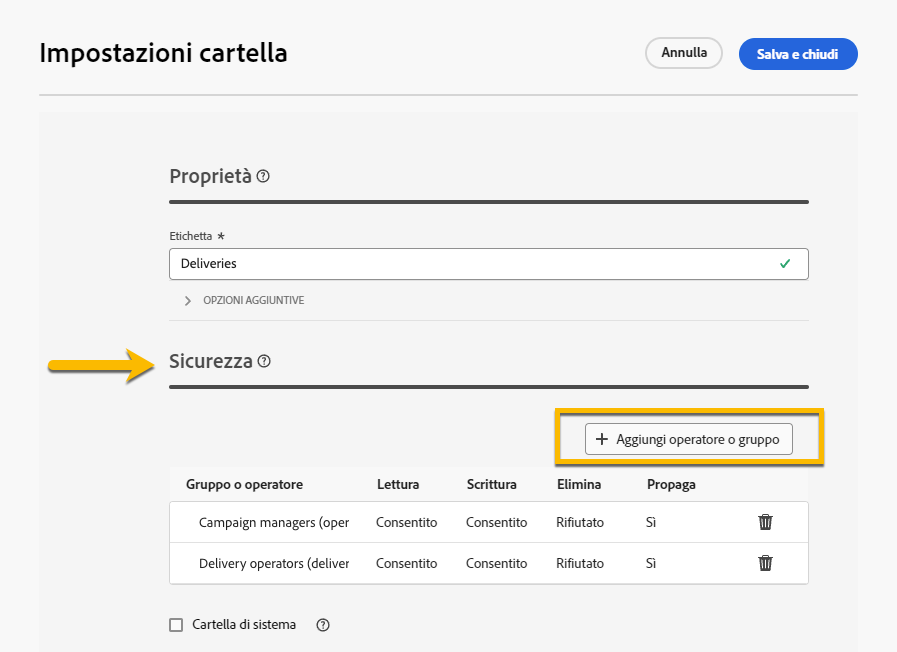 Impostazioni cartella
Annulla
Salva e chiudi
Proprietà
Etichetta *
Deliveries
OPZIONI AGGIUNTIVE
Sicurezza
+ Aggiungi operatore o gruppo
Gruppo o operatore Lettura Scrittura Elimina Propaga
Campaign managers (oper Consentito Consentito Rifiutato Sì
Delivery operators (deliver Consentito Consentito Rifiutato Sì
Cartella di sistema